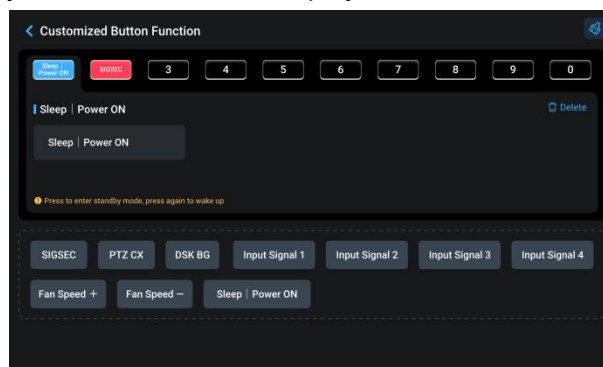 Customized Button Function
Sleep | Power ON SIGSEC 3 4 5 6 7 8 9 0
Sleep | Power ON Delete
Sleep | Power ON
Press to enter standby mode, press again to wake up
SIGSEC PTZ CX DSK BG Input Signal 1 Input Signal 2 Input Signal 3 Input Signal 4
Fan Speed + Fan Speed − Sleep | Power ON